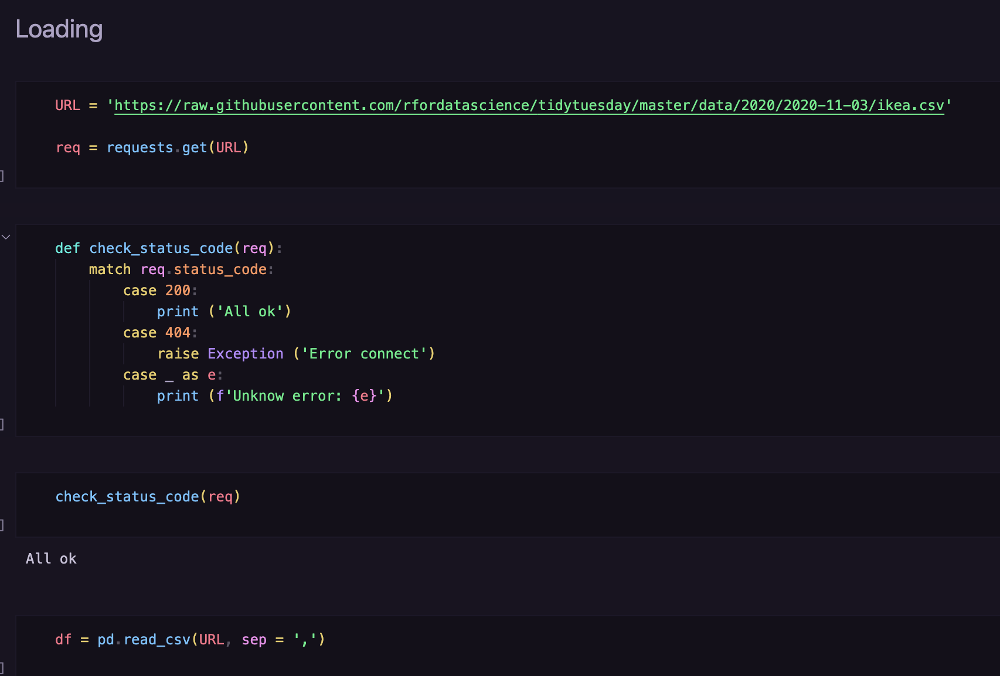 Loading
URL = 'https://raw.githubusercontent.com/rfordatascience/tidytuesday/master/data/2020/2020-11-03/ikea.csv'
req = requests.get(URL)
]
def check_status_code(req):
    match req.status_code:
        case 200:
            print ('All ok')
        case 404:
            raise Exception ('Error connect')
        case _ as e:
            print (f'Unknow error: {e}')
]
check_status_code(req)
]
All ok
df = pd.read_csv(URL, sep = ',')
]